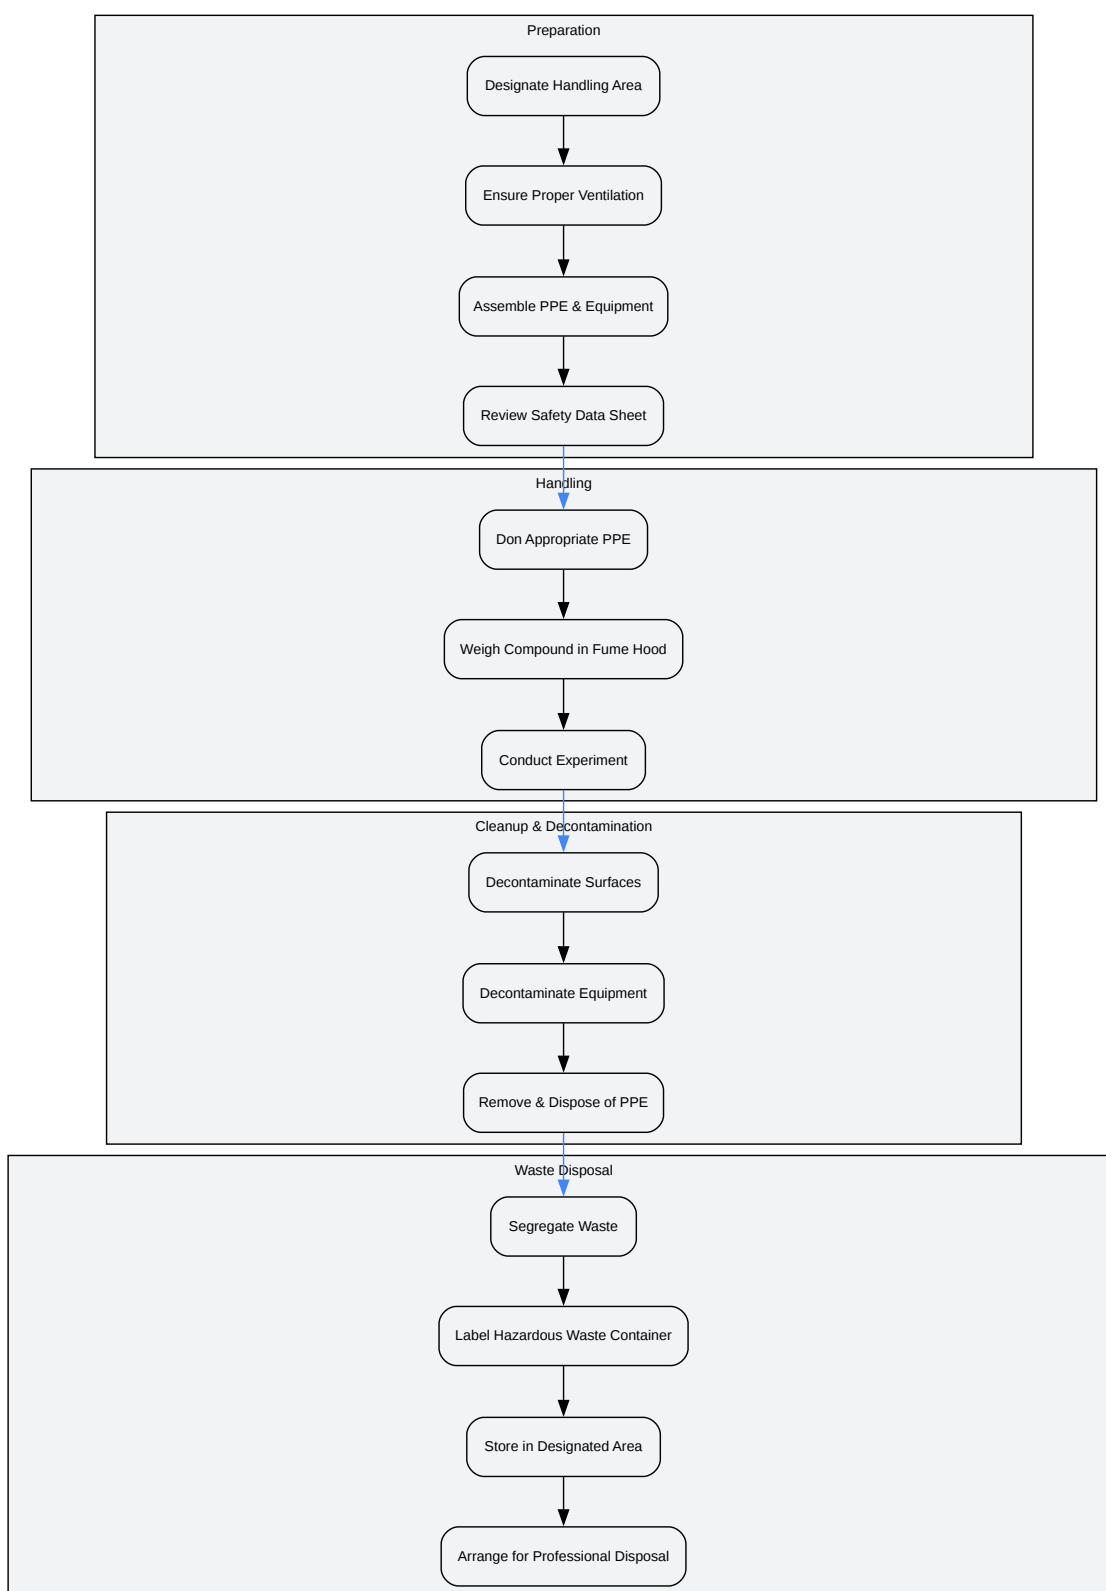 Preparation
Designate Handling Area
Ensure Proper Ventilation
Assemble PPE & Equipment
Review Safety Data Sheet
Handling
Don Appropriate PPE
Weigh Compound in Fume Hood
Conduct Experiment
Cleanup & Decontamination
Decontaminate Surfaces
Decontaminate Equipment
Remove & Dispose of PPE
Waste Disposal
Segregate Waste
Label Hazardous Waste Container
Store in Designated Area
Arrange for Professional Disposal